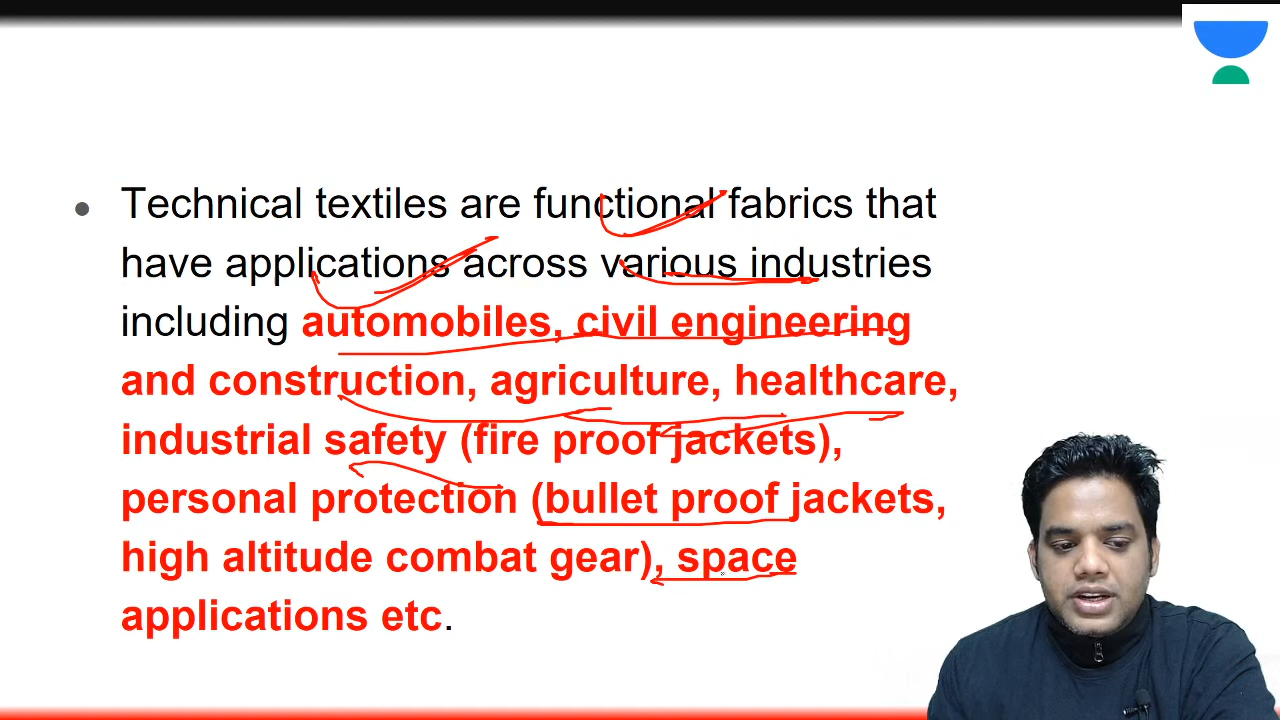 Technical textiles are functional fabrics that
have applications across various industries
including automobiles, civil engineering
and construction, agriculture, healthcare,
industrial safety (fire proof jackets),
personal protection (bullet proof jackets,
high altitude combat gear), space
applications etc.